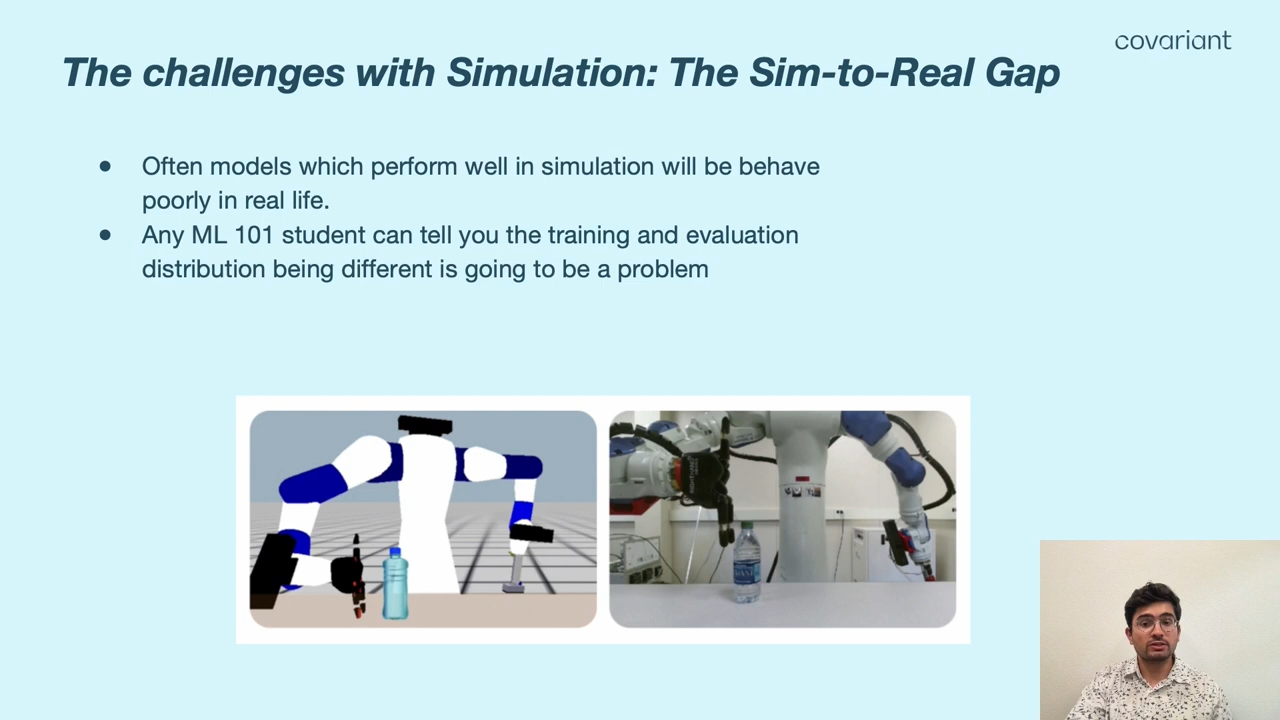 covariant
The challenges with Simulation: The Sim-to-Real Gap
Often models which perform well in simulation will be behave
poorly in real life.
Any ML 101 student can tell you the training and evaluation
distribution being different is going to be a problem